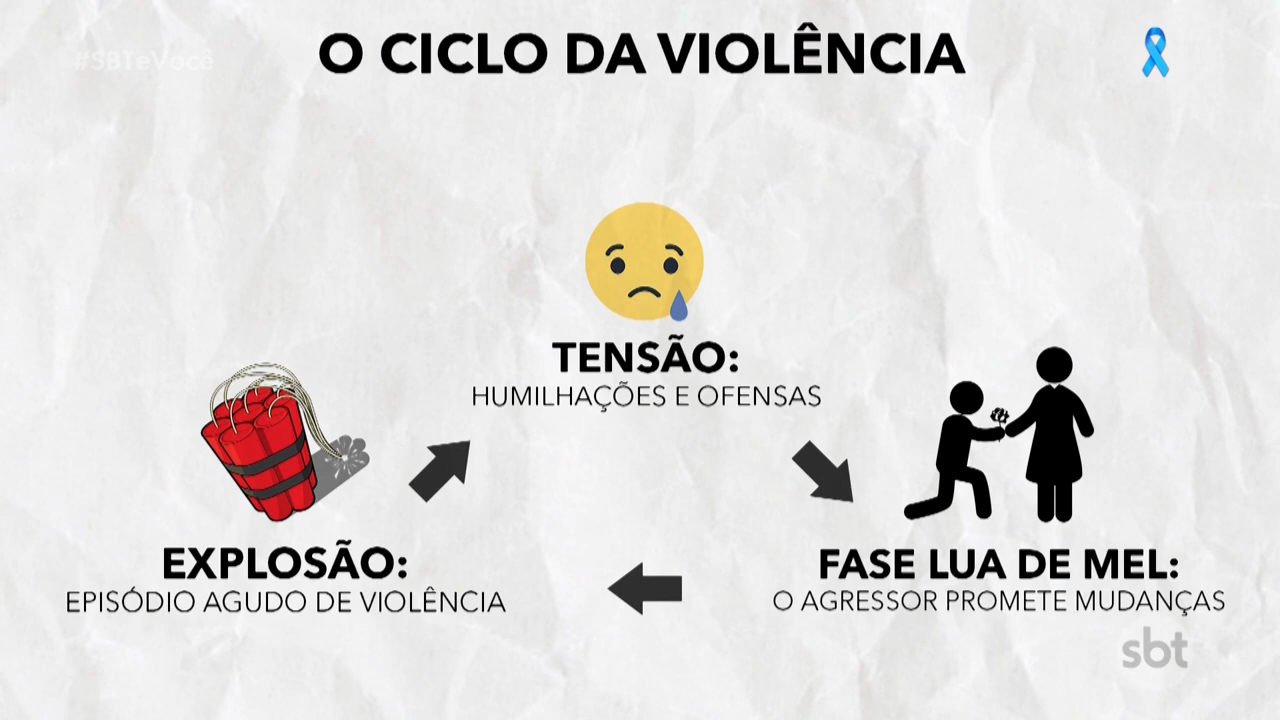 #SBTeVocê
O CICLO DA VIOLÊNCIA
TENSÃO:
HUMILHAÇÕES E OFENSAS
EXPLOSÃO:
EPISÓDIO AGUDO DE VIOLÊNCIA
FASE LUA DE MEL:
O AGRESSOR PROMETE MUDANÇAS
sbt